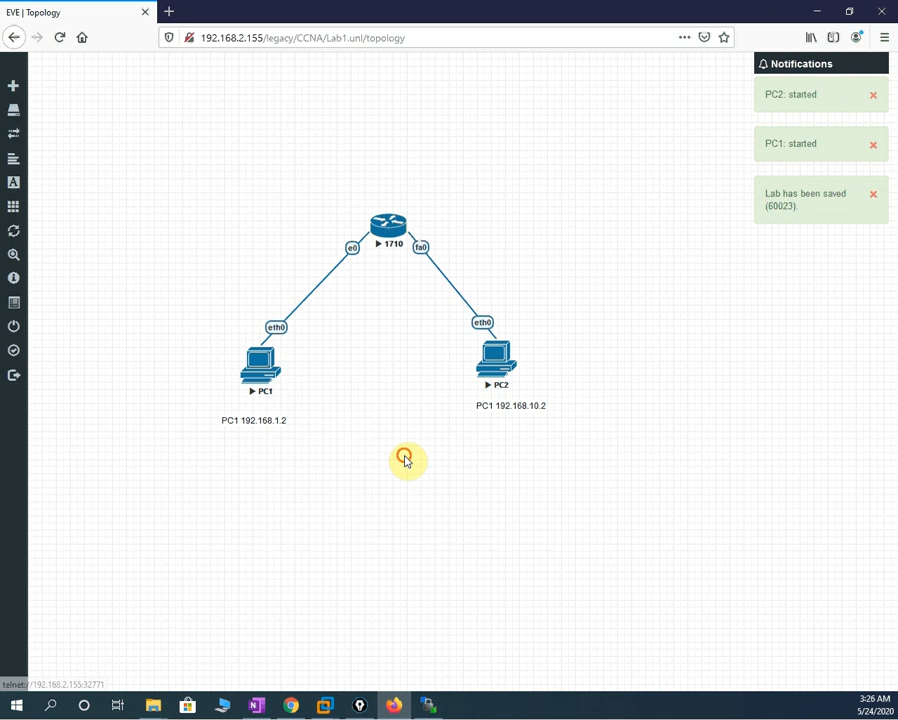 EVE | Topology
192.168.2.155/legacy/CCNA/Lab1.unl/topology
Notifications
PC2: started
PC1: started
Lab has been saved
(60023).
1710
e0
fa0
eth0
eth0
PC1
PC2
PC1 192.168.1.2
PC1 192.168.10.2
telnet://192.168.2.155:32771
3:26 AM
5/24/2020